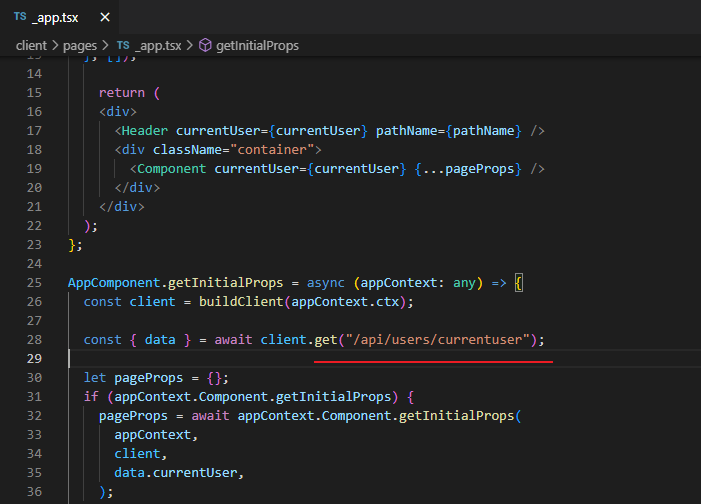 TS _app.tsx ×
client > pages > TS _app.tsx > getInitialProps
}, []);
14
15 return (
16 <div>
17 <Header currentUser={currentUser} pathName={pathName} />
18 <div className="container">
19 <Component currentUser={currentUser} {...pageProps} />
20 </div>
21 </div>
22 );
23 };
24
25 AppComponent.getInitialProps = async (appContext: any) => {
26 const client = buildClient(appContext.ctx);
27
28 const { data } = await client.get("/api/users/currentuser");
29
30 let pageProps = {};
31 if (appContext.Component.getInitialProps) {
32 pageProps = await appContext.Component.getInitialProps(
33 appContext,
34 client,
35 data.currentUser,
36 );